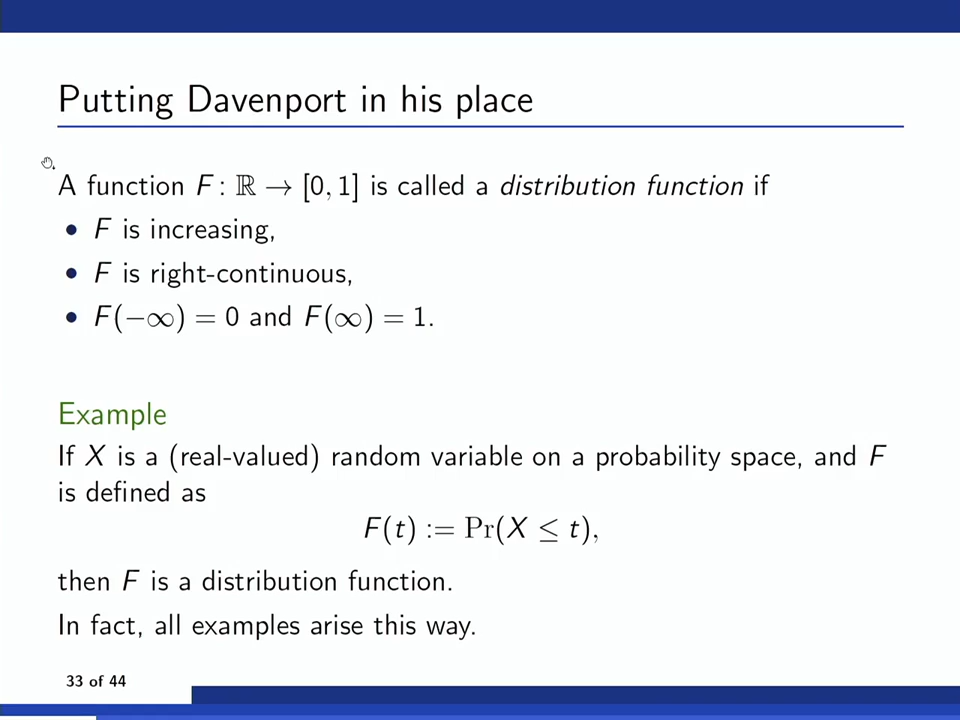 Putting Davenport in his place
A function F: ℝ → [0, 1] is called a distribution function if
• F is increasing,
• F is right-continuous,
• F(−∞) = 0 and F(∞) = 1.
Example
If X is a (real-valued) random variable on a probability space, and F
is defined as
F(t) := Pr(X ≤ t),
then F is a distribution function.
In fact, all examples arise this way.
33 of 44